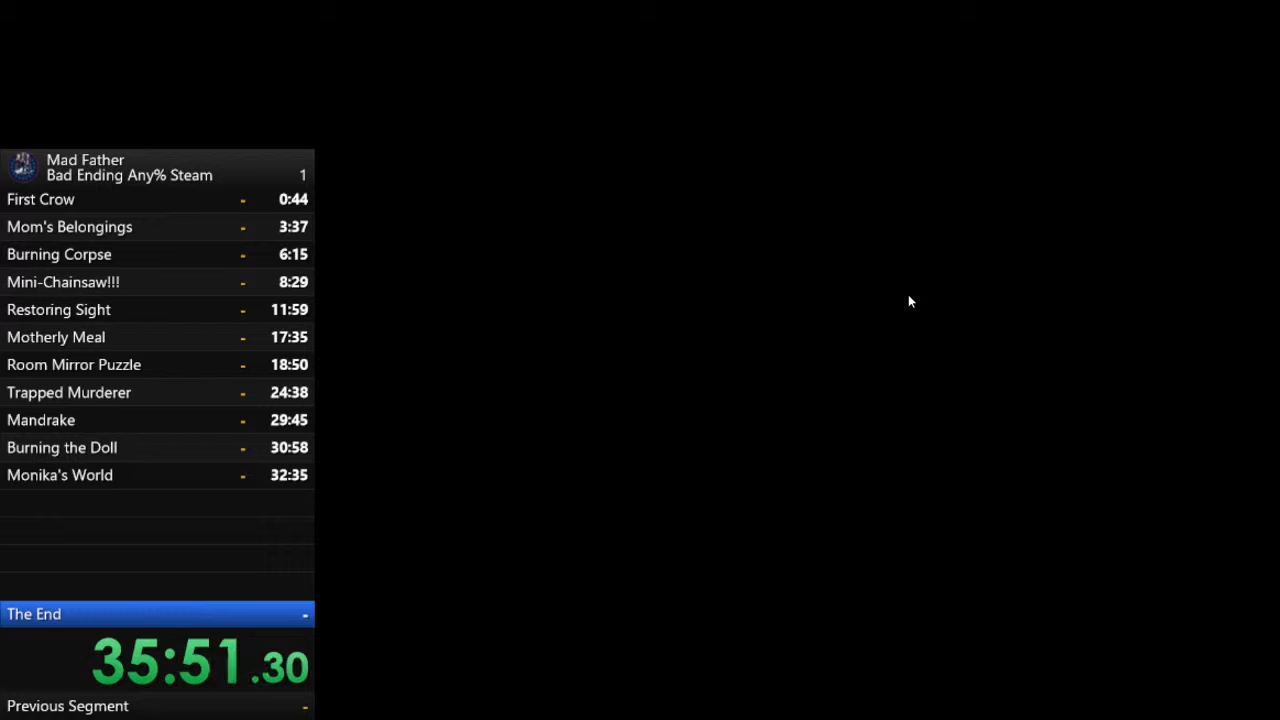 Mad Father
Bad Ending Any% Steam 1
First Crow - 0:44
Mom's Belongings - 3:37
Burning Corpse - 6:15
Mini-Chainsaw!!! - 8:29
Restoring Sight - 11:59
Motherly Meal - 17:35
Room Mirror Puzzle - 18:50
Trapped Murderer - 24:38
Mandrake - 29:45
Burning the Doll - 30:58
Monika's World - 32:35
The End -
35:51.30
Previous Segment -